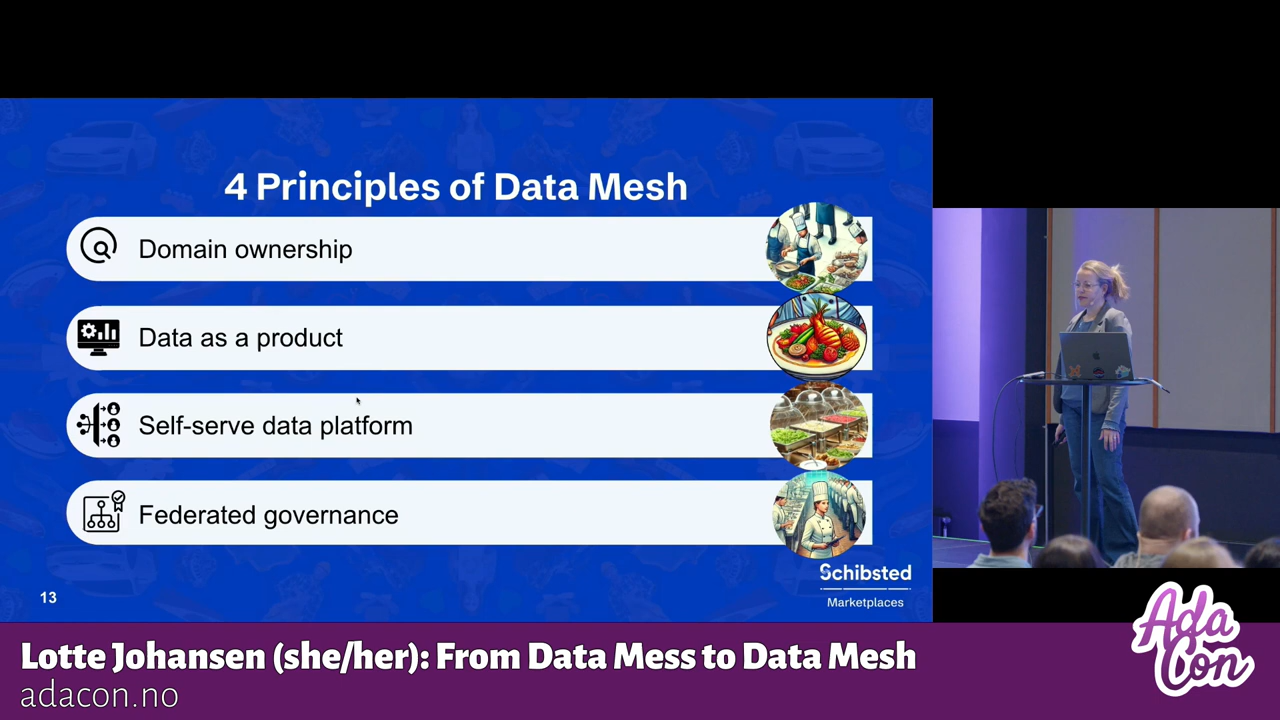 4 Principles of Data Mesh
Domain ownership
Data as a product
Self-serve data platform
Federated governance
Schibsted
Marketplaces
13
Lotte Johansen (she/her): From Data Mess to Data Mesh
adacon.no
Ada
Con